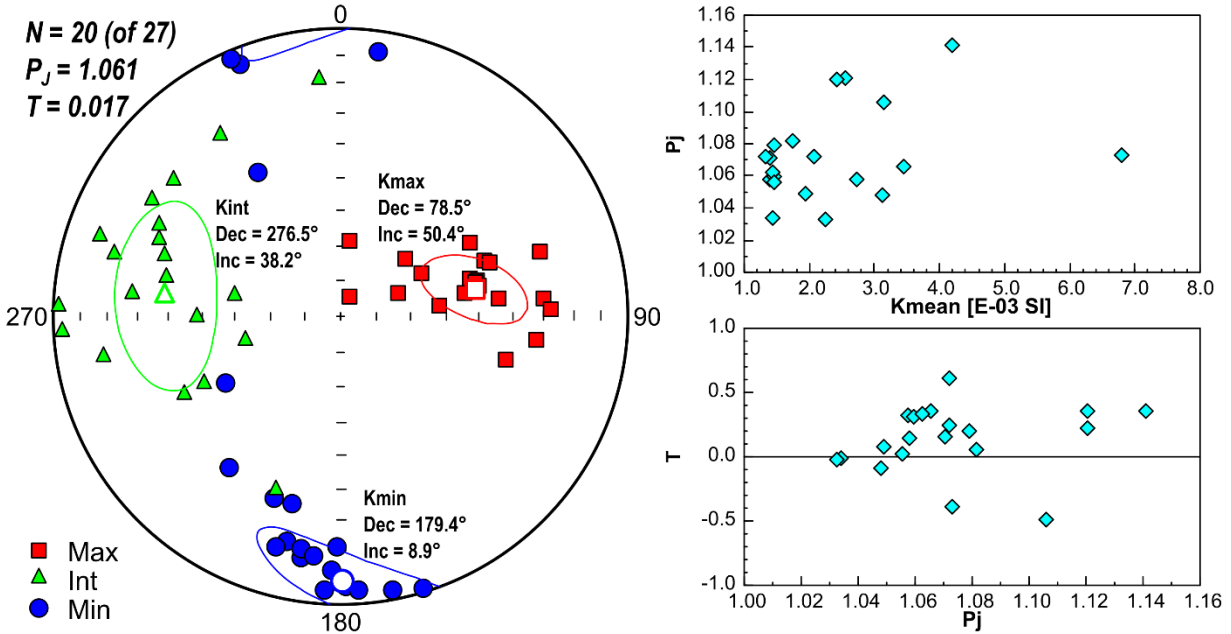 N = 20 (of 27)
PJ = 1.061
T = 0.017
0
90
180
270
Kint
Dec = 276.5°
Inc = 38.2°
Kmax
Dec = 78.5°
Inc = 50.4°
Kmin
Dec = 179.4°
Inc = 8.9°
Max
Int
Min
1.16
1.14
1.12
1.10
1.08
1.06
1.04
1.02
1.00
Pj
1.0 2.0 3.0 4.0 5.0 6.0 7.0 8.0
Kmean [E-03 SI]
1.0
0.5
0.0
-0.5
-1.0
T
1.00 1.02 1.04 1.06 1.08 1.10 1.12 1.14 1.16
Pj